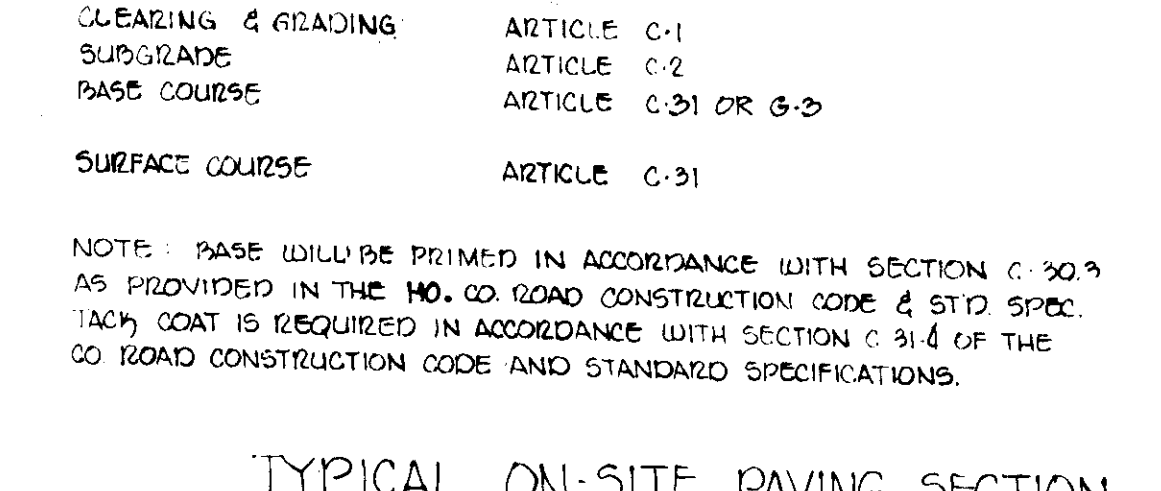 CLEARING & GRADING ARTICLE C-1
SUBGRADE ARTICLE C-2
BASE COURSE ARTICLE C-31 OR G-3
SURFACE COURSE ARTICLE C-31
NOTE: BASE WILL BE PRIMED IN ACCORDANCE WITH SECTION C-30.3
AS PROVIDED IN THE HO. CO. ROAD CONSTRUCTION CODE & ST'D. SPEC.
TACK COAT IS REQUIRED IN ACCORDANCE WITH SECTION C 31.4 OF THE
CO. ROAD CONSTRUCTION CODE AND STANDARD SPECIFICATIONS.
TYPICAL ON-SITE PAVING SECTION